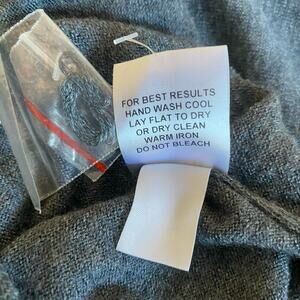 FOR BEST RESULTS
HAND WASH COOL
LAY FLAT TO DRY
OR DRY CLEAN
WARM IRON
DO NOT BLEACH